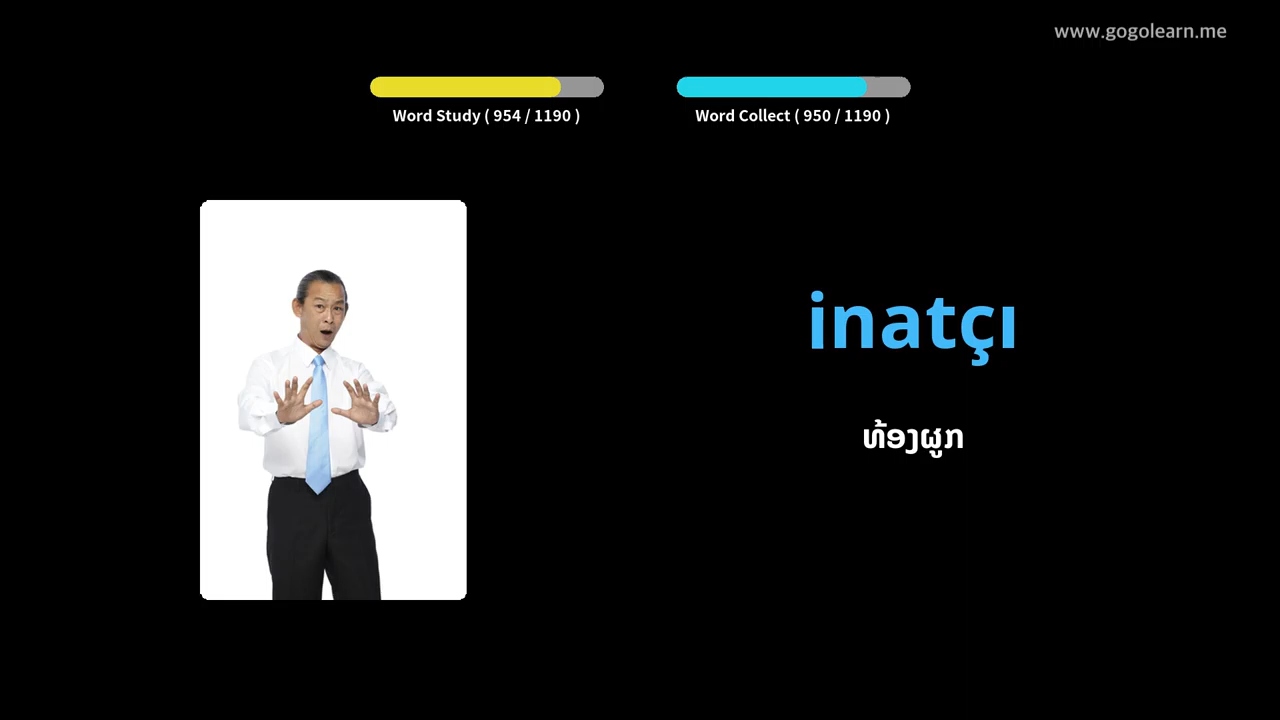 www.gogolearn.me
Word Study ( 954 / 1190 )
Word Collect ( 950 / 1190 )
inatçı
ທ້ອງຜູກ